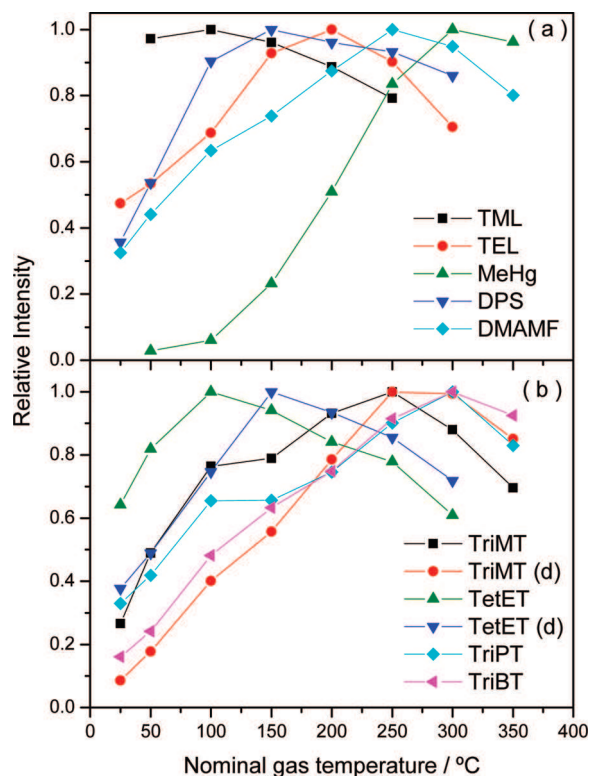 ( a )
1.0
0.8
0.6
0.4
0.2
0.0
TML
TEL
MeHg
DPS
DMAMF
Relative Intensity
( b )
1.0
0.8
0.6
0.4
0.2
0.0
TriMT
TriMT (d)
TetET
TetET (d)
TriPT
TriBT
0 50 100 150 200 250 300 350 400
Nominal gas temperature / ºC